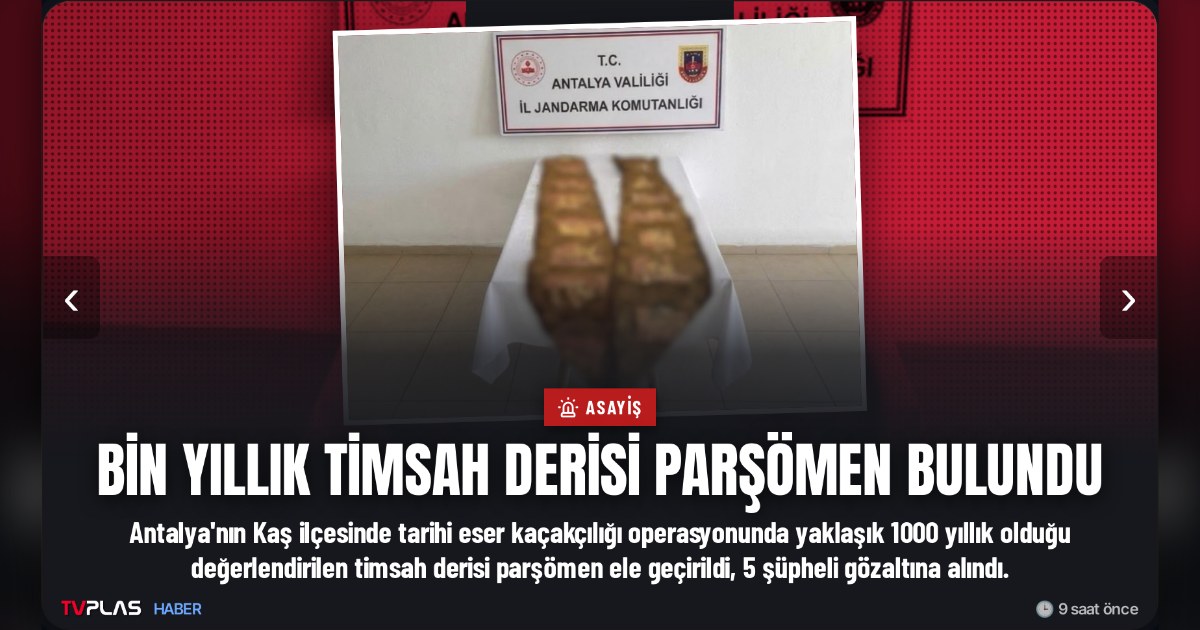 T.C.
ANTALYA VALİLİĞİ
İL JANDARMA KOMUTANLIĞI
ASAYİŞ
BİN YILLIK TİMSAH DERİSİ PARŞÖMEN BULUNDU
Antalya'nın Kaş ilçesinde tarihi eser kaçakçılığı operasyonunda yaklaşık 1000 yıllık olduğu
değerlendirilen timsah derisi parşömen ele geçirildi, 5 şüpheli gözaltına alındı.
TVPLAS HABER
9 saat önce